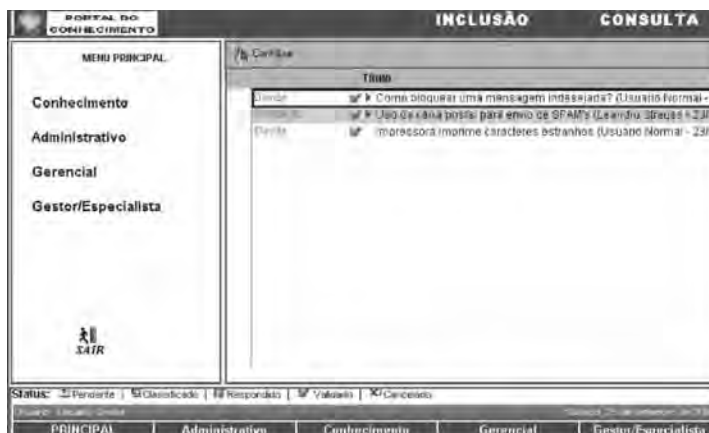 PORTAL DO
CONHECIMENTO
INCLUSÃO
CONSULTA
MENU PRINCIPAL
Título
Conhecimento
Como bloquear uma mensagem indesejada? (Usuário Normal -
Uso da caixa postal para envio de SPAM's (Leandro Strauss - 23/
Administrativo
Impressora imprime caracteres estranhos (Usuário Normal - 23/
Gerencial
Gestor/Especialista
SAIR
Status: Pendente | Classificado | Respondido | Validado | Cancelado
PRINCIPAL | Administrativo | Conhecimento | Gerencial | Gestor/Especialista